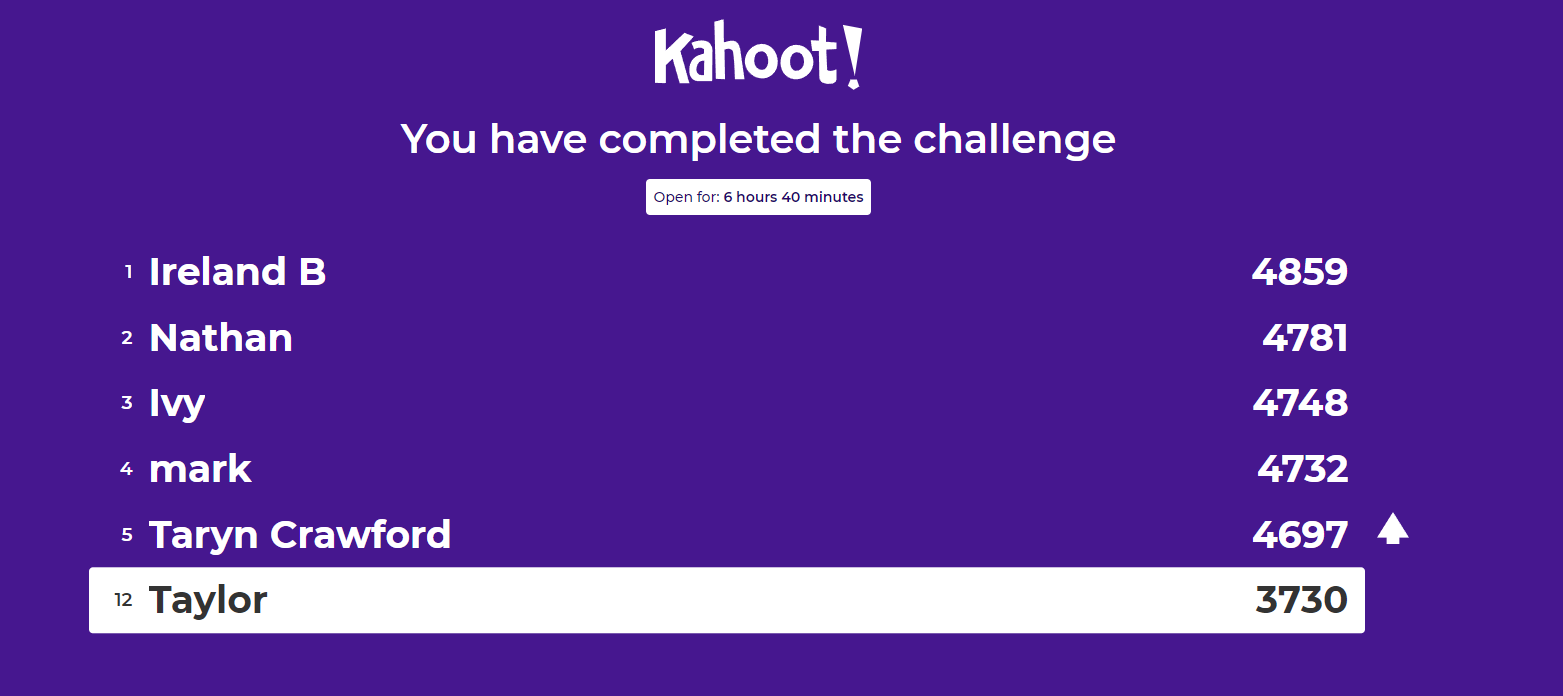 Kahoot!
You have completed the challenge
Open for: 6 hours 40 minutes
1 Ireland B 4859
2 Nathan 4781
3 Ivy 4748
4 mark 4732
5 Taryn Crawford 4697
12 Taylor 3730